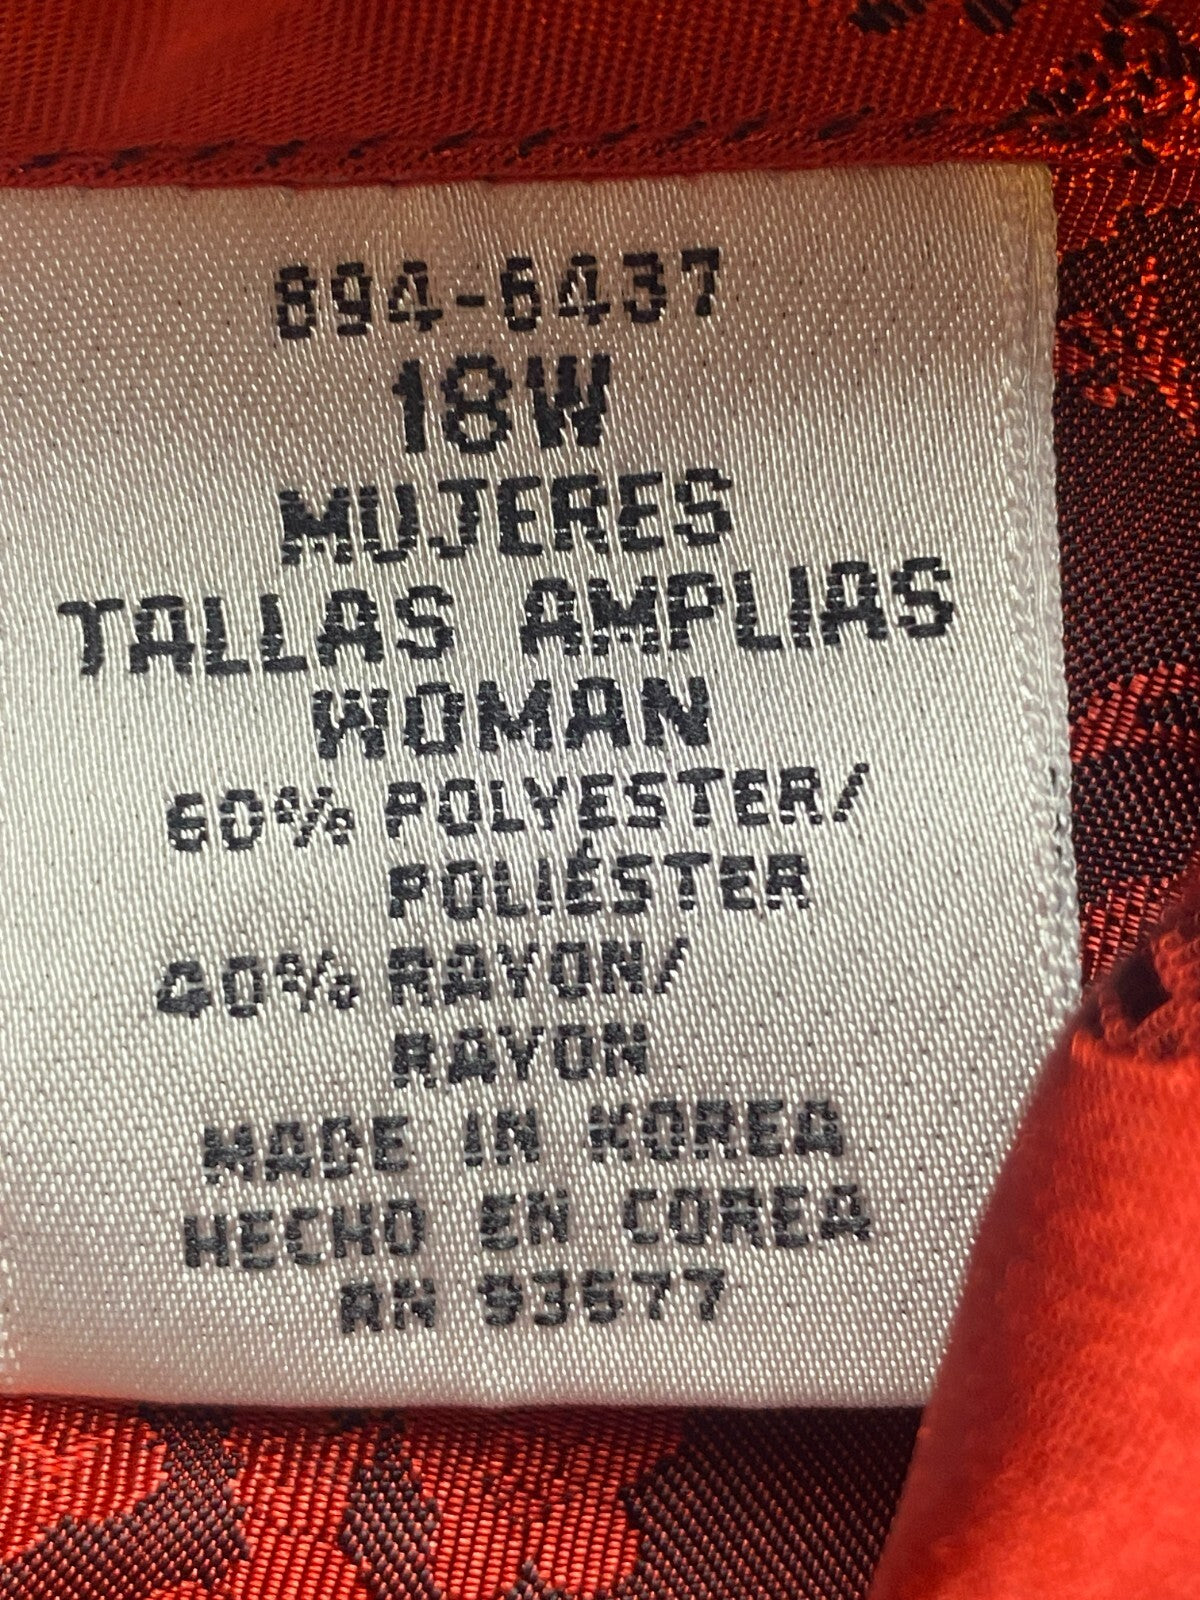 894-6437
18W
MUJERES
TALLAS AMPLIAS
WOMAN
60% POLYESTER/
POLIÉSTER
40% RAYON/
RAYON
MADE IN KOREA
HECHO EN COREA
RN 93677